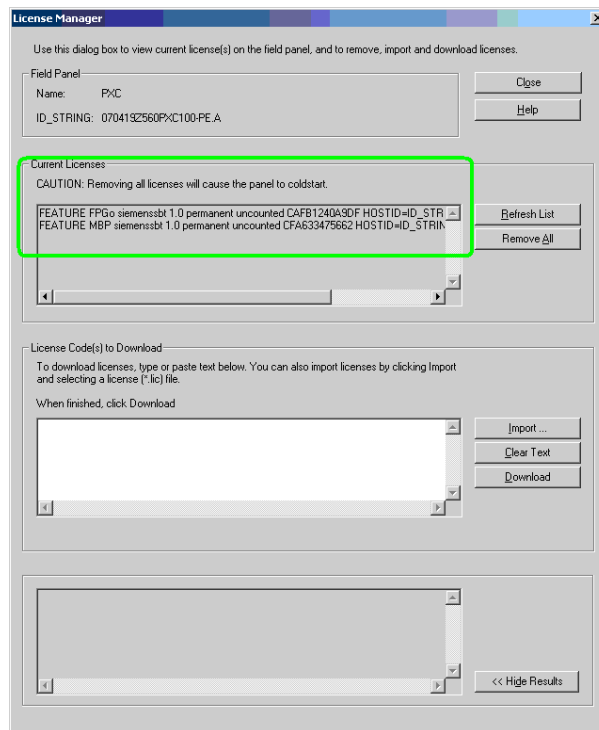 License Manager
Use this dialog box to view current license(s) on the field panel, and to remove, import and download licenses.
Field Panel
Name: PXC
ID_STRING: 070419Z560PXC100-PE.A
Close
Help
Current Licenses
CAUTION: Removing all licenses will cause the panel to coldstart.
FEATURE FPGo siemenssbt 1.0 permanent uncounted CAFB1240A9DF HOSTID=ID_STR
FEATURE MBP siemenssbt 1.0 permanent uncounted CFA633475662 HOSTID=ID_STRIN
Refresh List
Remove All
License Code(s) to Download
To download licenses, type or paste text below. You can also import licenses by clicking Import
and selecting a license (*.lic) file.
When finished, click Download
Import ...
Clear Text
Download
<< Hide Results